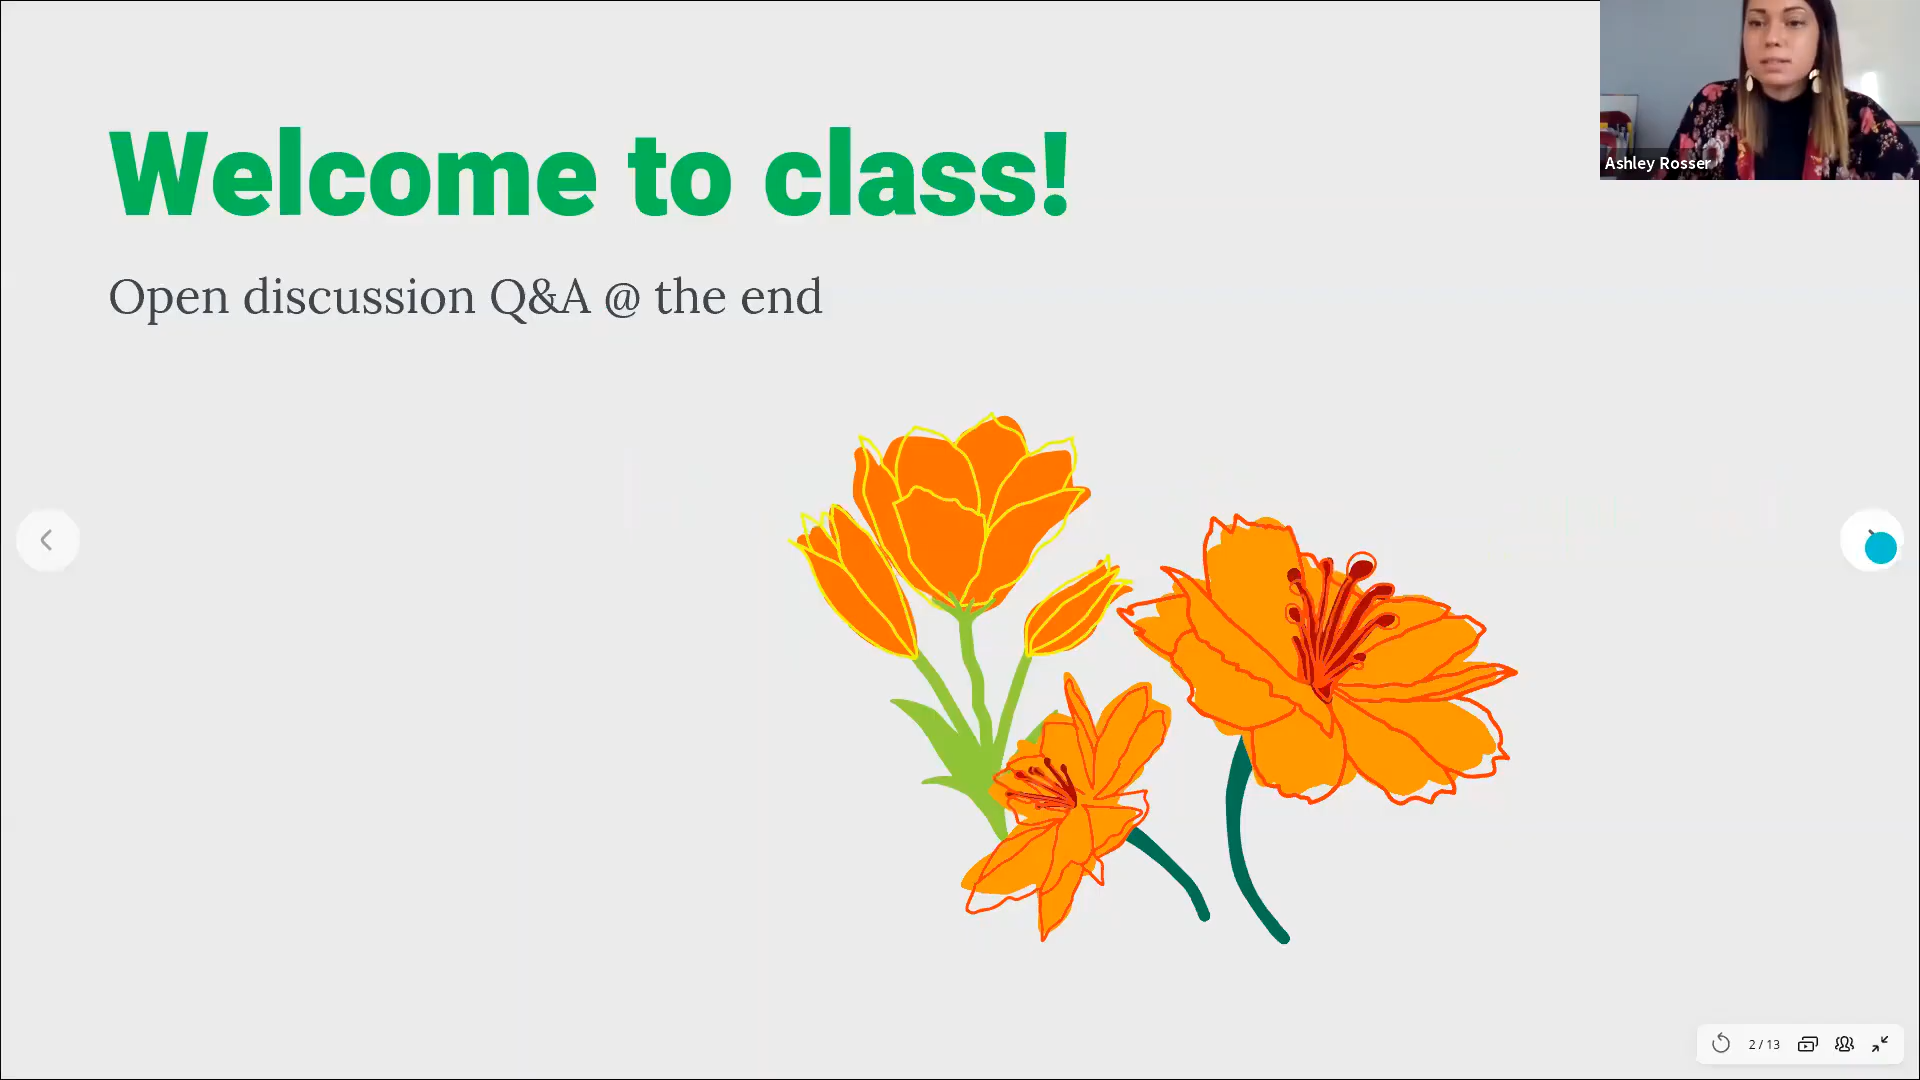 Welcome to class!
Open discussion Q&A @ the end
Ashley Rosser
2 / 13